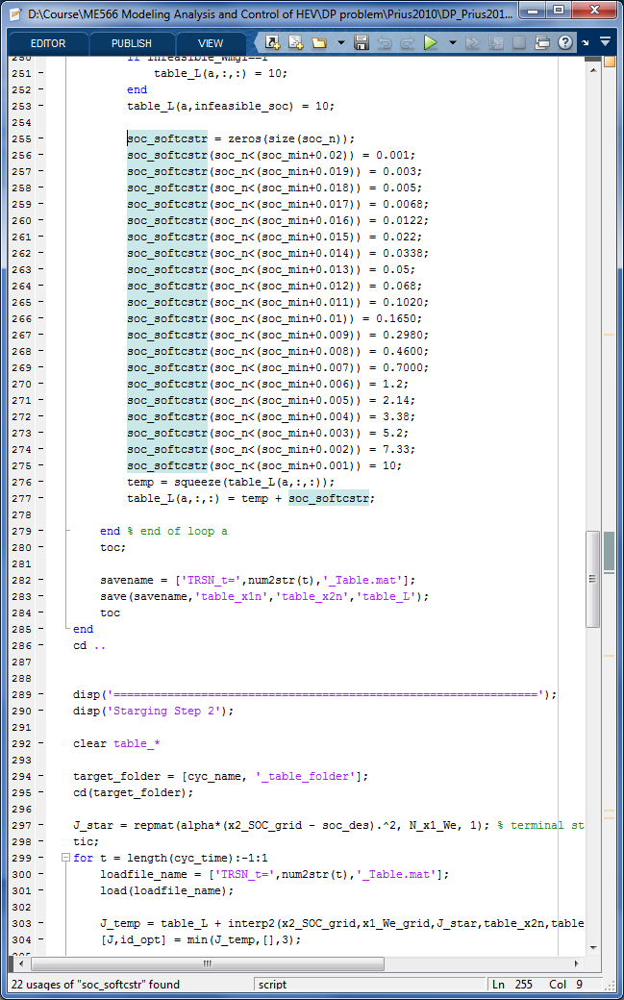 D:\Course\ME566 Modeling Analysis and Control of HEV\DP problem\Prius2010\DP_Prius201...
EDITOR PUBLISH VIEW
250 if infeasible_Wmg1==1
251 table_L(a,:,:) = 10;
252 end
253 table_L(a,infeasible_soc) = 10;
254
255 soc_softcstr = zeros(size(soc_n));
256 soc_softcstr(soc_n<(soc_min+0.02)) = 0.001;
257 soc_softcstr(soc_n<(soc_min+0.019)) = 0.003;
258 soc_softcstr(soc_n<(soc_min+0.018)) = 0.005;
259 soc_softcstr(soc_n<(soc_min+0.017)) = 0.0068;
260 soc_softcstr(soc_n<(soc_min+0.016)) = 0.0122;
261 soc_softcstr(soc_n<(soc_min+0.015)) = 0.022;
262 soc_softcstr(soc_n<(soc_min+0.014)) = 0.0338;
263 soc_softcstr(soc_n<(soc_min+0.013)) = 0.05;
264 soc_softcstr(soc_n<(soc_min+0.012)) = 0.068;
265 soc_softcstr(soc_n<(soc_min+0.011)) = 0.1020;
266 soc_softcstr(soc_n<(soc_min+0.01)) = 0.1650;
267 soc_softcstr(soc_n<(soc_min+0.009)) = 0.2980;
268 soc_softcstr(soc_n<(soc_min+0.008)) = 0.4600;
269 soc_softcstr(soc_n<(soc_min+0.007)) = 0.7000;
270 soc_softcstr(soc_n<(soc_min+0.006)) = 1.2;
271 soc_softcstr(soc_n<(soc_min+0.005)) = 2.14;
272 soc_softcstr(soc_n<(soc_min+0.004)) = 3.38;
273 soc_softcstr(soc_n<(soc_min+0.003)) = 5.2;
274 soc_softcstr(soc_n<(soc_min+0.002)) = 7.33;
275 soc_softcstr(soc_n<(soc_min+0.001)) = 10;
276 temp = squeeze(table_L(a,:,:));
277 table_L(a,:,:) = temp + soc_softcstr;
278
279 end % end of loop a
280 toc;
281
282 savename = ['TRSN_t=',num2str(t),'_Table.mat'];
283 save(savename,'table_x1n','table_x2n','table_L');
284 toc
285 end
286 cd ..
287
288
289 disp('===============================================================');
290 disp('Starging Step 2');
291
292 clear table_*
293
294 target_folder = [cyc_name, '_table_folder'];
295 cd(target_folder);
296
297 J_star = repmat(alpha*(x2_SOC_grid - soc_des).^2, N_x1_We, 1); % terminal st
298 tic;
299 for t = length(cyc_time):-1:1
300 loadfile_name = ['TRSN_t=',num2str(t),'_Table.mat'];
301 load(loadfile_name);
302
303 J_temp = table_L + interp2(x2_SOC_grid,x1_We_grid,J_star,table_x2n,table
304 [J,id_opt] = min(J_temp,[],3);
22 usages of "soc_softcstr" found script Ln 255 Col 9